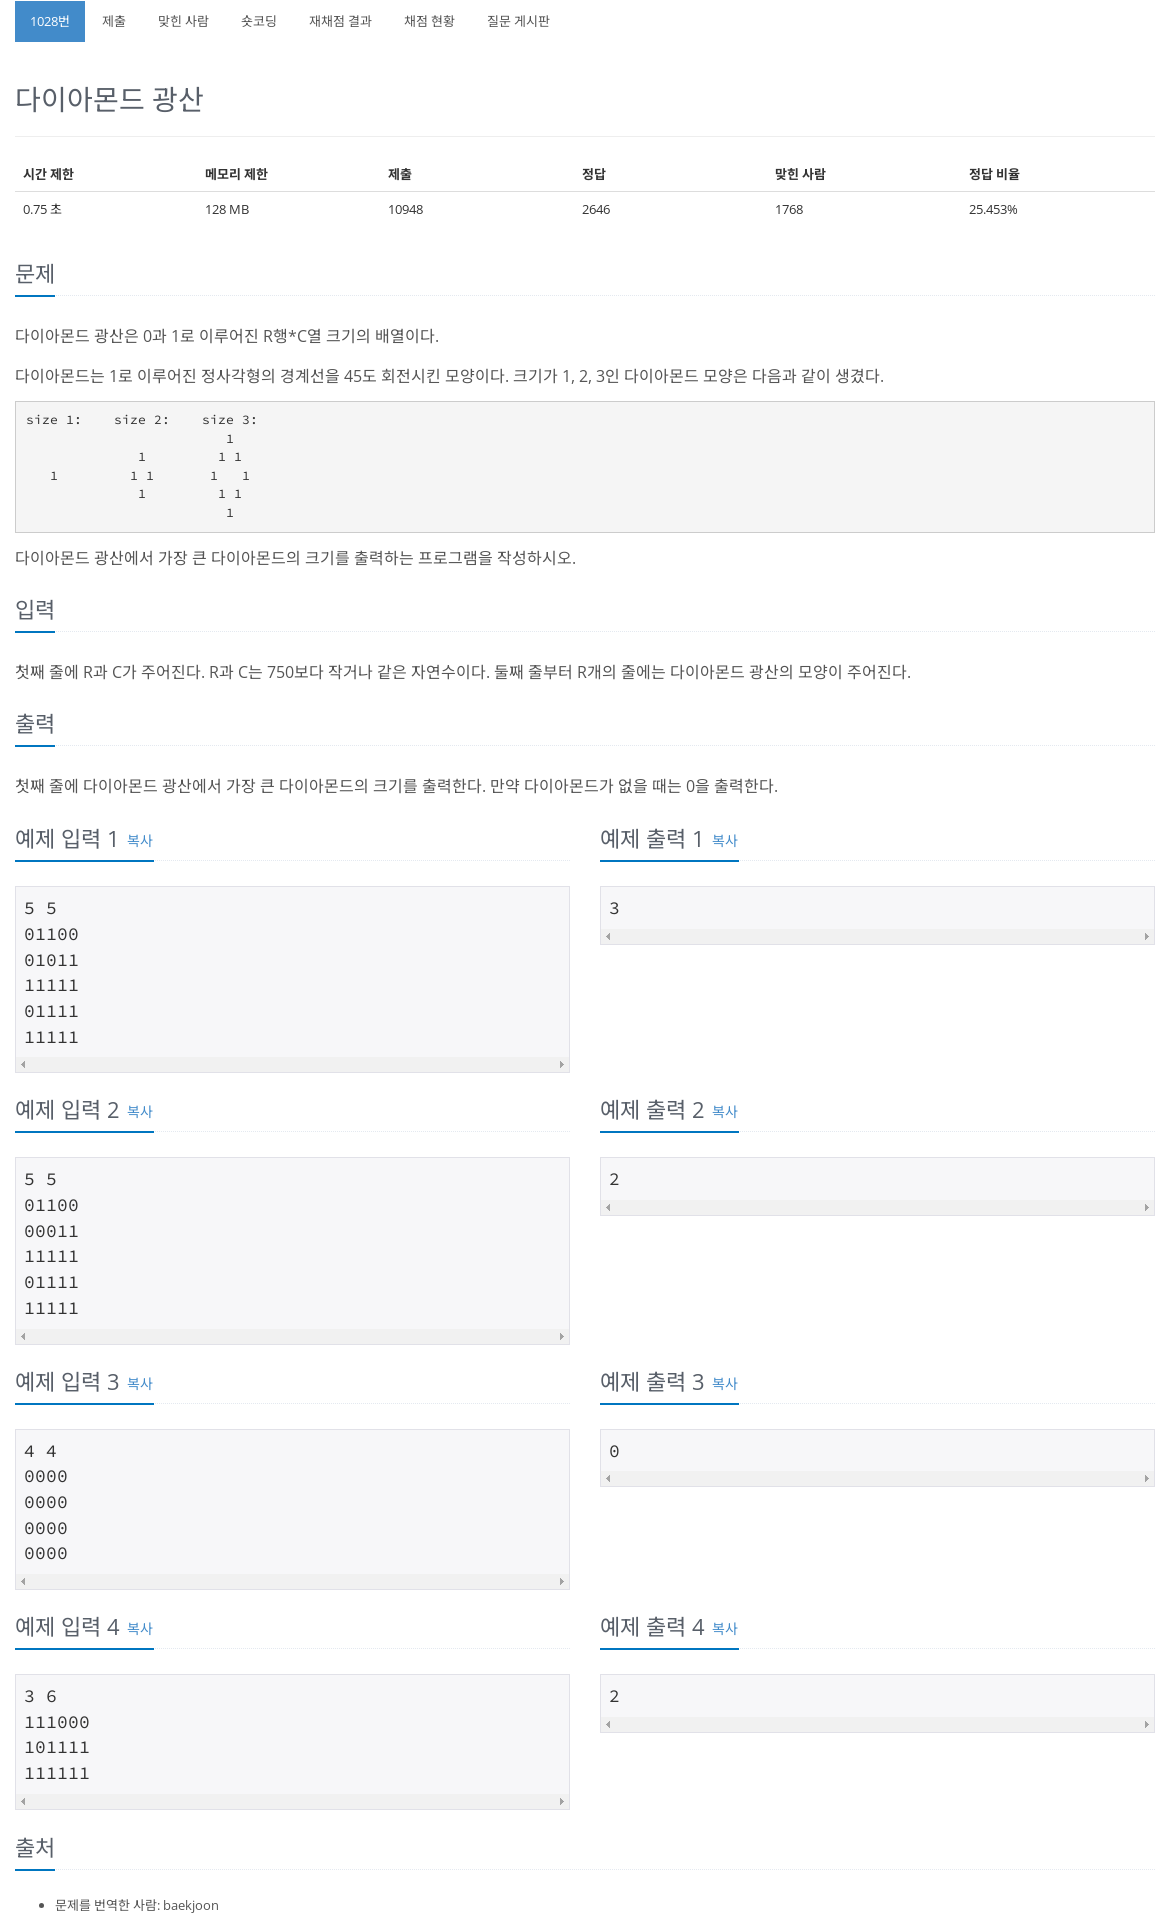 1028번 제출 맞힌 사람 숏코딩 재채점 결과 채점 현황 질문 게시판
다이아몬드 광산
시간 제한 메모리 제한 제출 정답 맞힌 사람 정답 비율
0.75 초 128 MB 10948 2646 1768 25.453%
문제
다이아몬드 광산은 0과 1로 이루어진 R행*C열 크기의 배열이다.
다이아몬드는 1로 이루어진 정사각형의 경계선을 45도 회전시킨 모양이다. 크기가 1, 2, 3인 다이아몬드 모양은 다음과 같이 생겼다.
size 1:    size 2:    size 3:
                         1
              1         1 1
   1         1 1       1   1
              1         1 1
                         1
다이아몬드 광산에서 가장 큰 다이아몬드의 크기를 출력하는 프로그램을 작성하시오.
입력
첫째 줄에 R과 C가 주어진다. R과 C는 750보다 작거나 같은 자연수이다. 둘째 줄부터 R개의 줄에는 다이아몬드 광산의 모양이 주어진다.
출력
첫째 줄에 다이아몬드 광산에서 가장 큰 다이아몬드의 크기를 출력한다. 만약 다이아몬드가 없을 때는 0을 출력한다.
예제 입력 1 복사
5 5
01100
01011
11111
01111
11111
예제 출력 1 복사
3
예제 입력 2 복사
5 5
01100
00011
11111
01111
11111
예제 출력 2 복사
2
예제 입력 3 복사
4 4
0000
0000
0000
0000
예제 출력 3 복사
0
예제 입력 4 복사
3 6
111000
101111
111111
예제 출력 4 복사
2
출처
• 문제를 번역한 사람: baekjoon